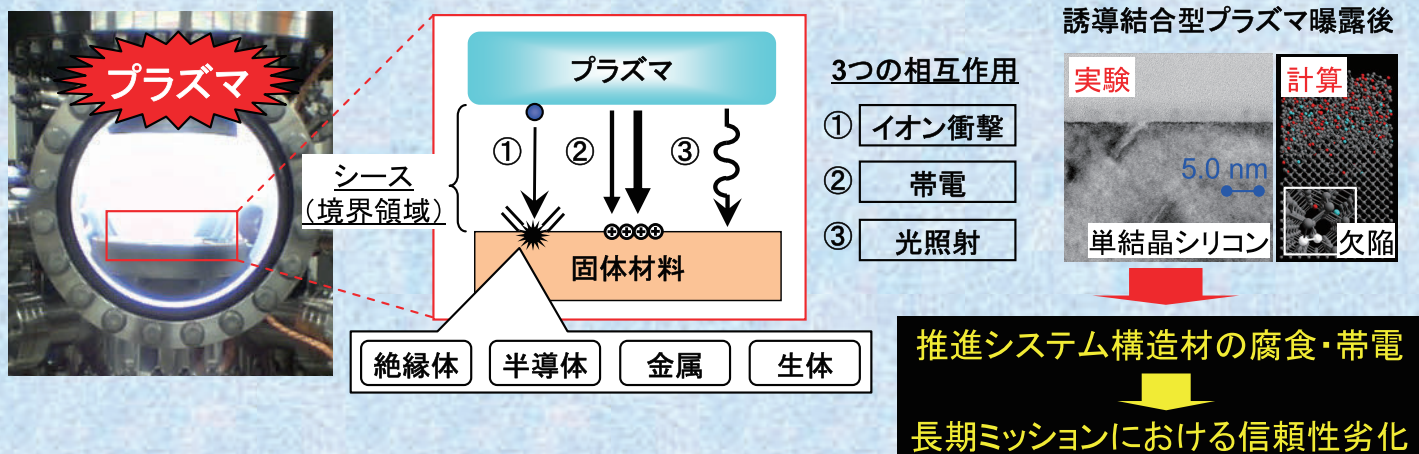 プラズマ
プラズマ
①
②
③
シース
（境界領域）
固体材料
絶縁体
半導体
金属
生体
3つの相互作用
① イオン衝撃
② 帯電
③ 光照射
誘導結合型プラズマ曝露後
実験
計算
5.0 nm
単結晶シリコン
欠陥
推進システム構造材の腐食・帯電
長期ミッションにおける信頼性劣化